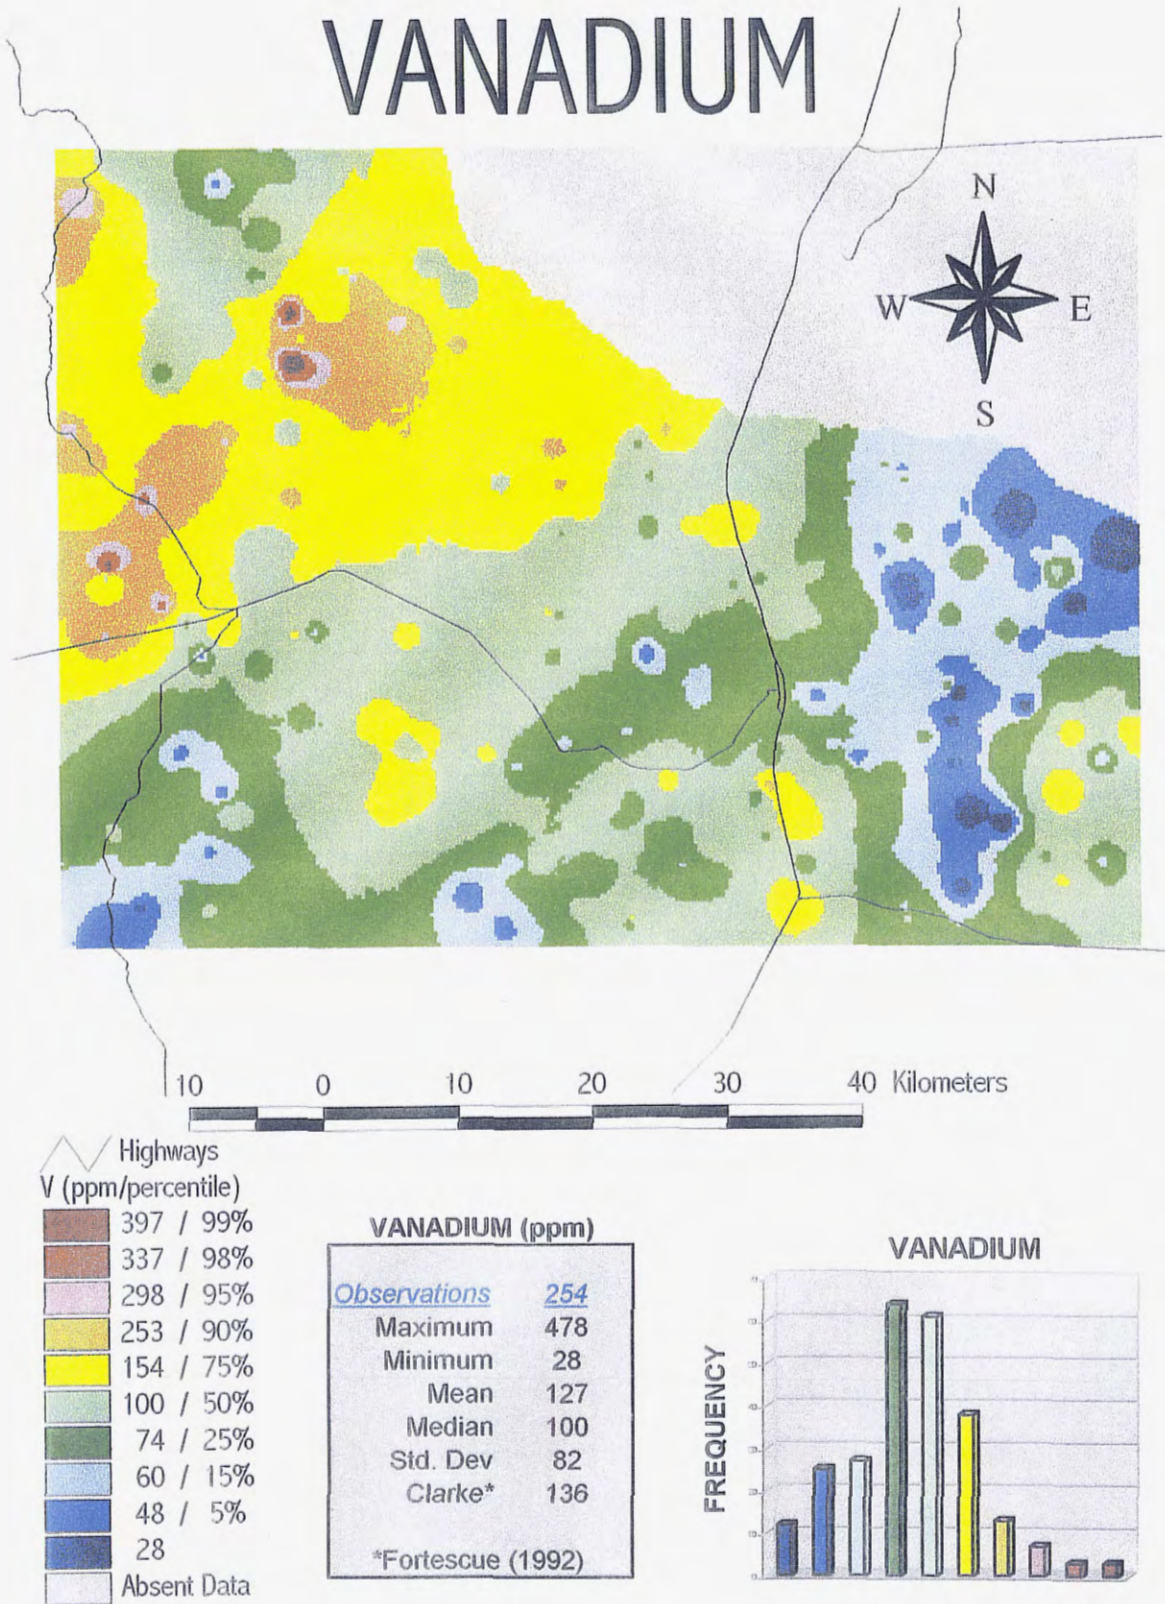 VANADIUM
N
W E
S
10 0 10 20 30 40 Kilometers
Highways
V (ppm/percentile)
397 / 99%
337 / 98%
298 / 95%
253 / 90%
154 / 75%
100 / 50%
74 / 25%
60 / 15%
48 / 5%
28
Absent Data
VANADIUM (ppm)
Observations 254
Maximum 478
Minimum 28
Mean 127
Median 100
Std. Dev 82
Clarke* 136
*Fortescue (1992)
VANADIUM
FREQUENCY